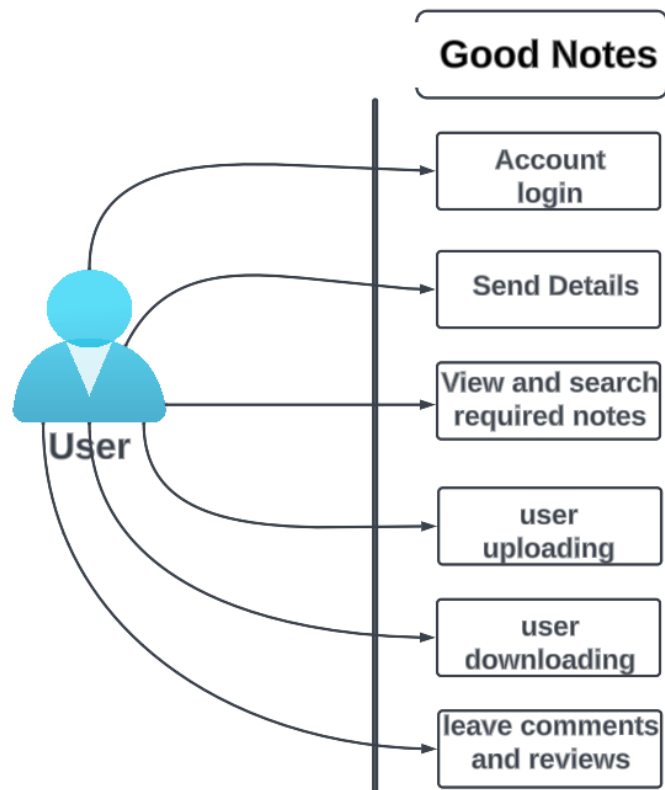 Good Notes
Account
login
Send Details
View and search
required notes
User
user
uploading
user
downloading
leave comments
and reviews